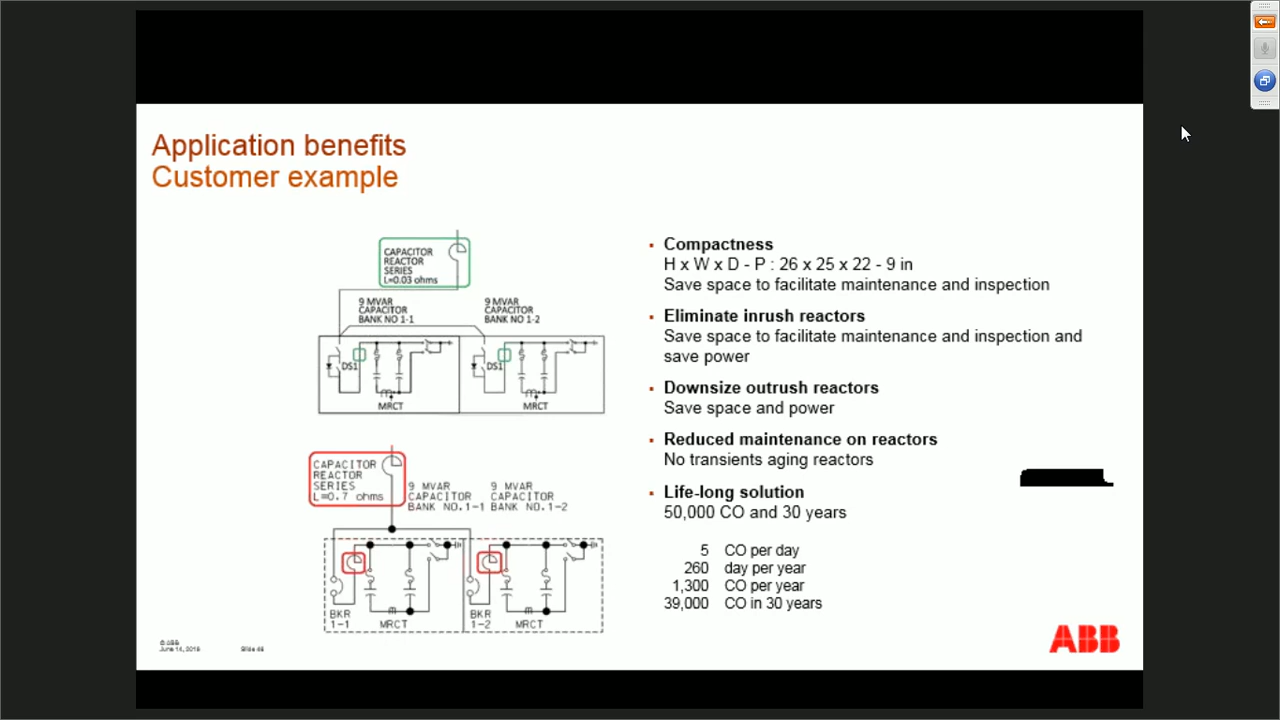 Application benefits
Customer example
CAPACITOR
REACTOR
SERIES
L=0.03 ohms
9 MVAR
CAPACITOR
BANK NO 1-1
9 MVAR
CAPACITOR
BANK NO 1-2
DS1
MRCT
DS1
MRCT
CAPACITOR
REACTOR
SERIES
L=0.7 ohms
9 MVAR
CAPACITOR
BANK NO.1-1
9 MVAR
CAPACITOR
BANK NO.1-2
BKR
1-1
MRCT
BKR
1-2
MRCT
▪ Compactness
H x W x D - P : 26 x 25 x 22 - 9 in
Save space to facilitate maintenance and inspection
▪ Eliminate inrush reactors
Save space to facilitate maintenance and inspection and
save power
▪ Downsize outrush reactors
Save space and power
▪ Reduced maintenance on reactors
No transients aging reactors
▪ Life-long solution
50,000 CO and 30 years
5 CO per day
260 day per year
1,300 CO per year
39,000 CO in 30 years
© ABB
Slide 46
ABB